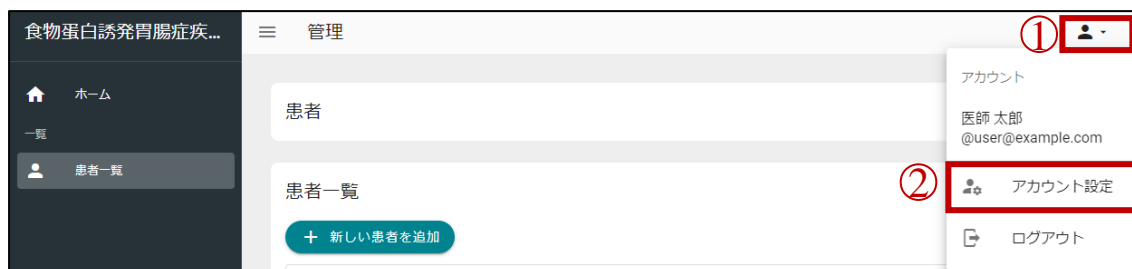 食物蛋白誘発胃腸症疾...
管理
①
ホーム
一覧
患者一覧
患者
患者一覧
+ 新しい患者を追加
アカウント
医師 太郎
@user@example.com
②
アカウント設定
ログアウト